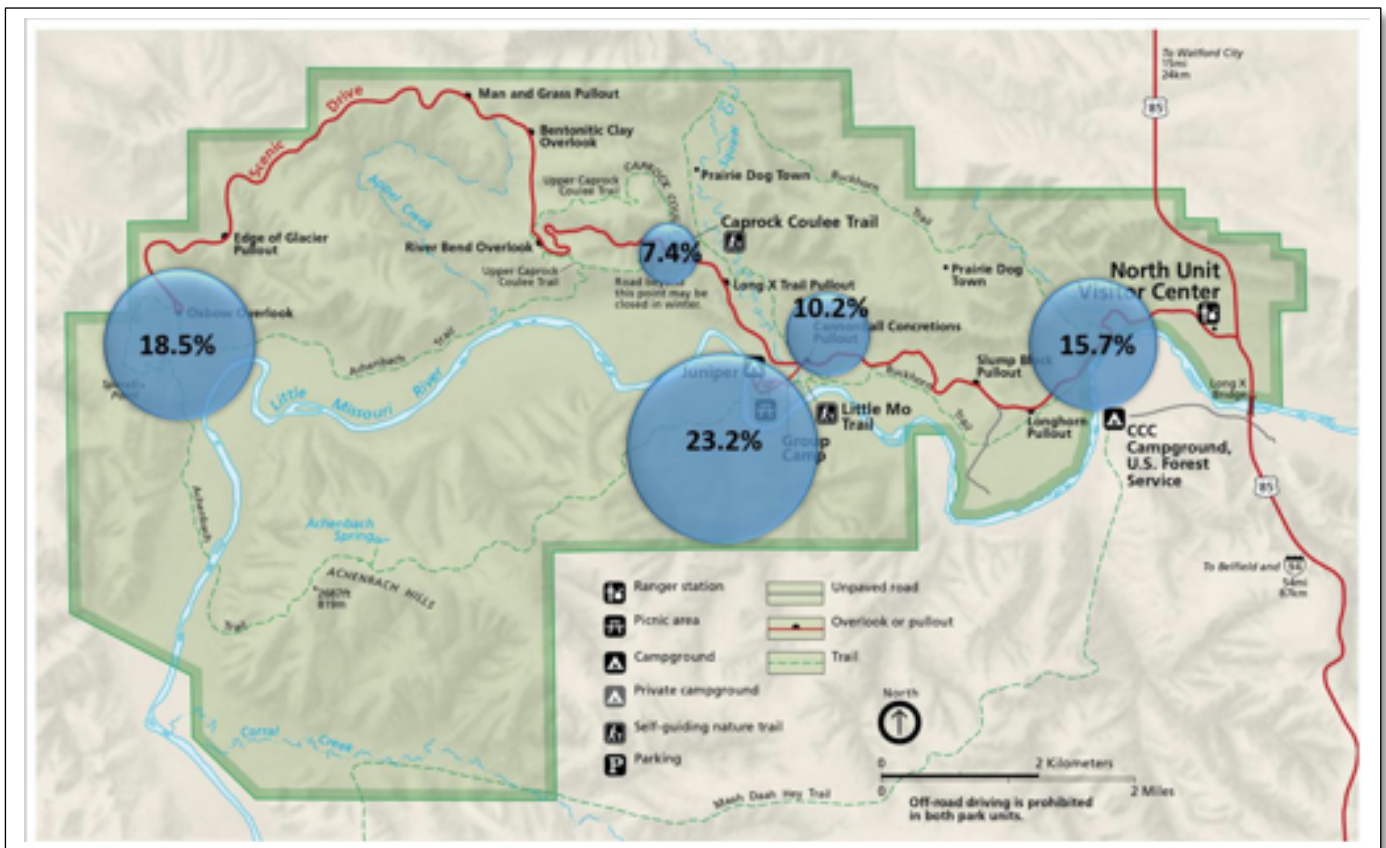 To Watford City
15mi
24km
85
Scenic Drive
Man and Grass Pullout
Bentonitic Clay
Overlook
CAPROCK
Upper Caprock
Coulee Trail
Prairie Dog Town
Buckhorn
Trail
Caprock Coulee Trail
Edge of Glacier
Pullout
River Bend Overlook
7.4%
Upper Caprock
Coulee Trail
Road beyond
this point may be
closed in winter.
Long X Trail Pullout
Prairie Dog
Town
North Unit
Visitor Center
Oxbow Overlook
18.5%
10.2%
Cannonball Concretions
Pullout
15.7%
Achenbach Trail
Little Missouri River
Juniper
Slump Block
Pullout
Buckhorn
Trail
Long X
Bridge
23.2%
Group
Camp
Little Mo
Trail
Longhorn
Pullout
CCC
Campground,
U.S. Forest
Service
85
Achenbach
Trail
Achenbach
Spring
ACHENBACH HILLS
2687ft
819m
To Belfield and 94
54mi
87km
Ranger station
Unpaved road
Picnic area
Overlook or pullout
Campground
Trail
Private campground
Self-guiding nature trail
P
Parking
North
Corral Creek
0
2 Kilometers
0
2 Miles
Maah Daah Hey Trail
Off-road driving is prohibited
in both park units.